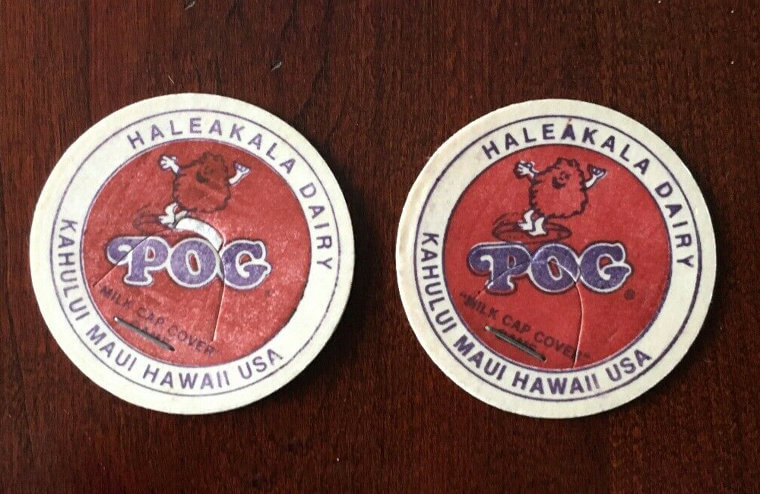 HALEAKALA DAIRY
POG
MILK CAP COVER"
KAHULUI MAUI HAWAII USA
HALEAKALA DAIRY
POG®
"MILK CAP COVER"
KAHULUI MAUI HAWAII USA